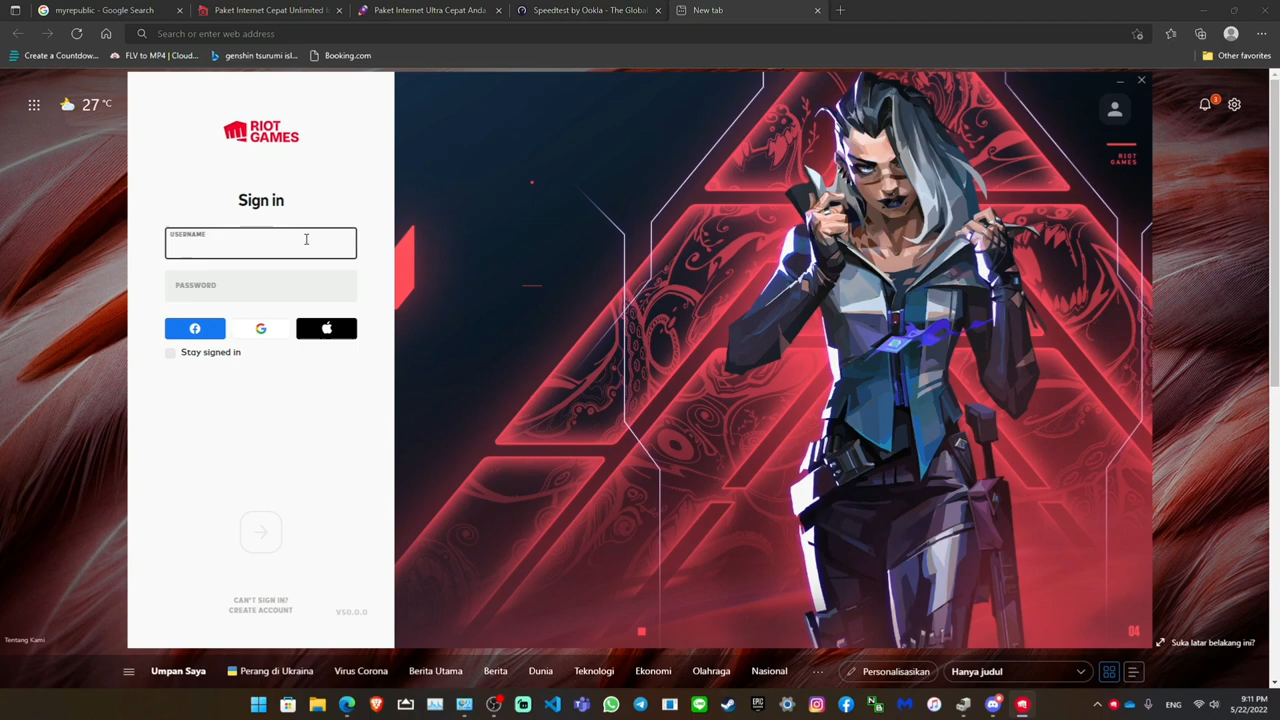 myrepublic - Google Search
Paket Internet Cepat Unlimited I
Paket Internet Ultra Cepat Anda
Speedtest by Ookla - The Global
New tab
Search or enter web address
Create a Countdow...
FLV to MP4 | Cloud...
genshin tsurumi isl...
Booking.com
Other favorites
27 °C
3
RIOT
GAMES
RIOT
GAMES
Sign in
USERNAME
PASSWORD
Stay signed in
CAN'T SIGN IN?
CREATE ACCOUNT
V50.0.0
04
Tentang Kami
Suka latar belakang ini?
Umpan Saya
Perang di Ukraina
Virus Corona
Berita Utama
Berita
Dunia
Teknologi
Ekonomi
Olahraga
Nasional
...
Personalisasikan
Hanya judul
ENG
9:11 PM
5/22/2022